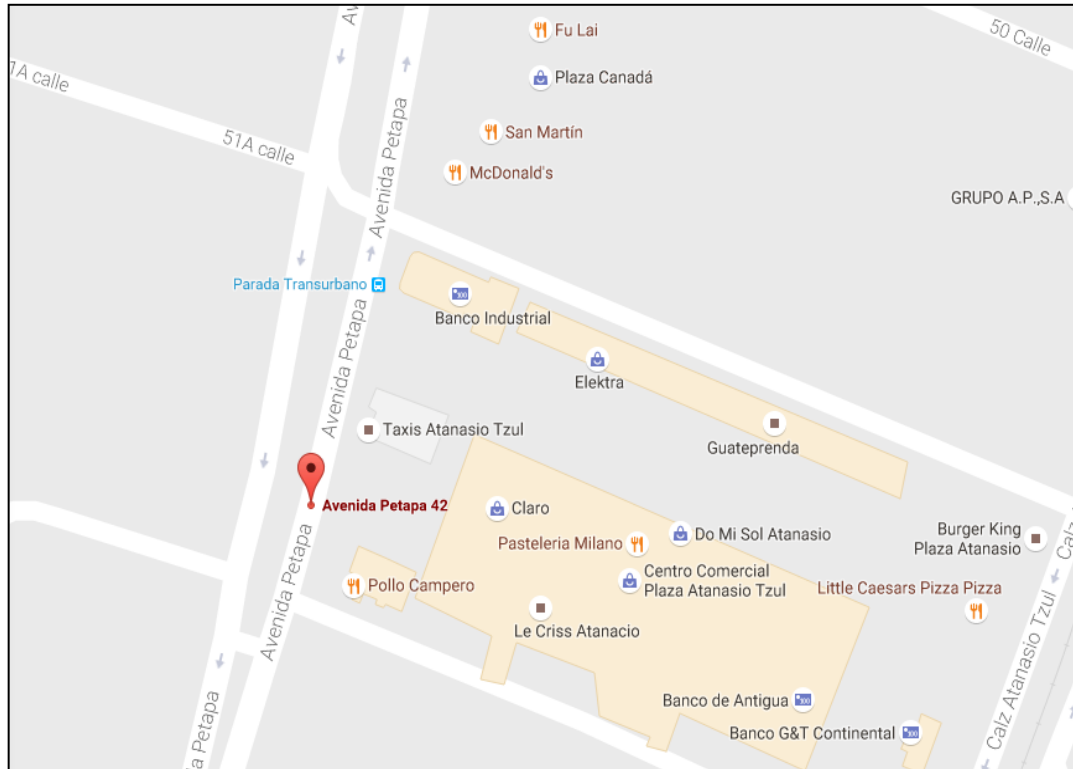 Fu Lai
50 Calle
Plaza Canadá
1A calle
51A calle
San Martín
Avenida Petapa
McDonald's
GRUPO A.P.,S.A
Parada Transurbano
Banco Industrial
Avenida Petapa
Elektra
Taxis Atanasio Tzul
Guateprenda
Avenida Petapa 42
Claro
Pasteleria Milano
Do Mi Sol Atanasio
Burger King
Plaza Atanasio
Calz A
Avenida Petapa
Pollo Campero
Centro Comercial
Plaza Atanasio Tzul
Little Caesars Pizza Pizza
Le Criss Atanacio
Calz Atanasio Tzul
Banco de Antigua
Banco G&T Continental
a Petapa